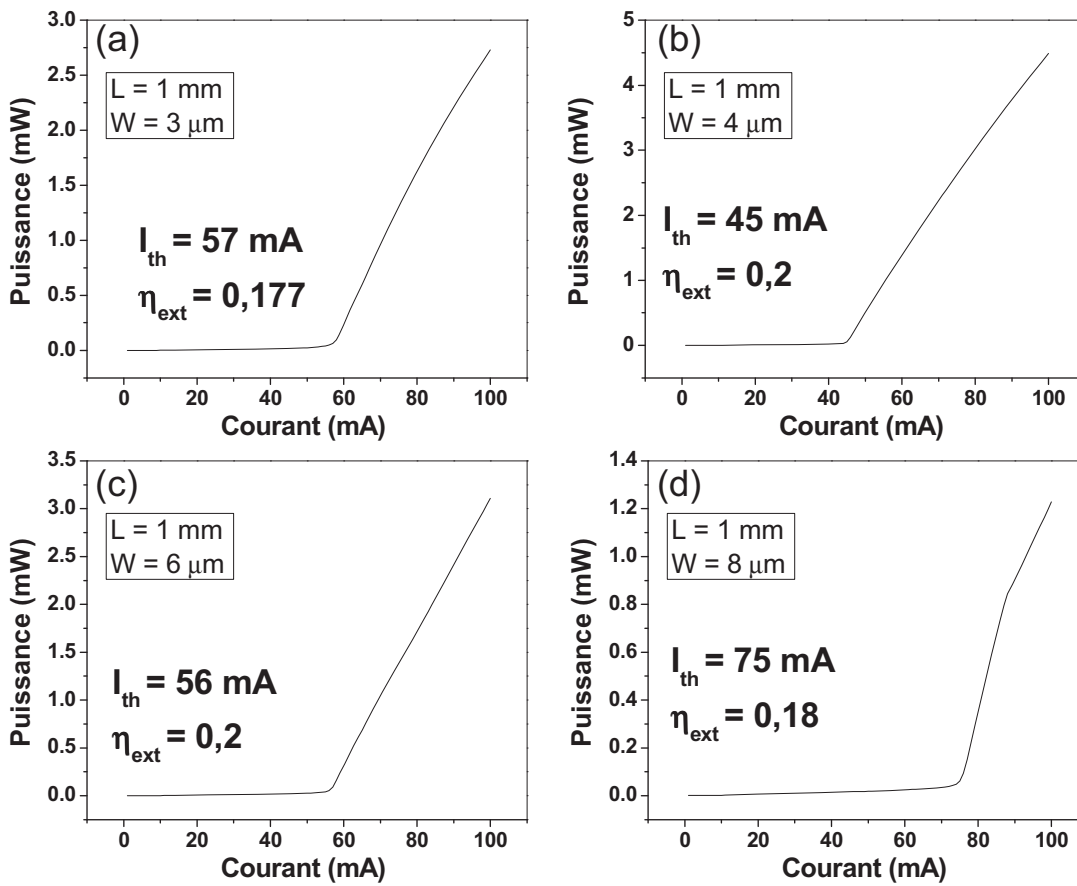 (a)
L = 1 mm
W = 3 μm
I_th = 57 mA
η_ext = 0,177
Puissance (mW)
3.0
2.5
2.0
1.5
1.0
0.5
0.0
0 20 40 60 80 100
Courant (mA)
(b)
L = 1 mm
W = 4 μm
I_th = 45 mA
η_ext = 0,2
Puissance (mW)
5
4
3
2
1
0
0 20 40 60 80 100
Courant (mA)
(c)
L = 1 mm
W = 6 μm
I_th = 56 mA
η_ext = 0,2
Puissance (mW)
3.5
3.0
2.5
2.0
1.5
1.0
0.5
0.0
0 20 40 60 80 100
Courant (mA)
(d)
L = 1 mm
W = 8 μm
I_th = 75 mA
η_ext = 0,18
Puissance (mW)
1.4
1.2
1.0
0.8
0.6
0.4
0.2
0.0
0 20 40 60 80 100
Courant (mA)